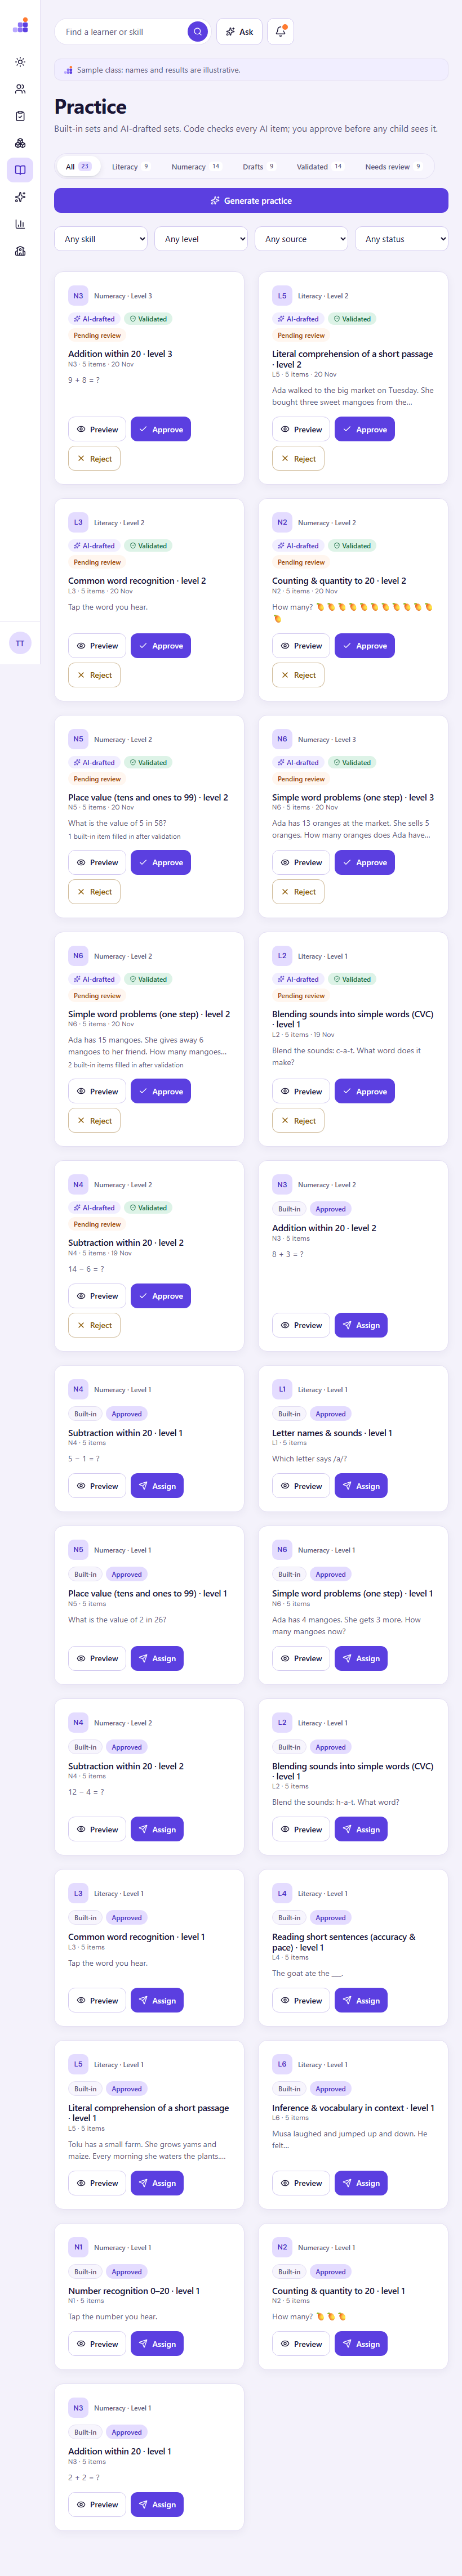 Find a learner or skill
Ask
Sample class: names and results are illustrative.
Practice
Built-in sets and AI-drafted sets. Code checks every AI item; you approve before any child sees it.
All 23 Literacy 9 Numeracy 14 Drafts 9 Validated 14 Needs review 9
Generate practice
Any skill Any level Any source Any status
N3 Numeracy · Level 3
AI-drafted Validated
Pending review
Addition within 20 · level 3
N3 · 5 items · 20 Nov
9 + 8 = ?
Preview Approve
Reject
L5 Literacy · Level 2
AI-drafted Validated
Pending review
Literal comprehension of a short passage
· level 2
L5 · 5 items · 20 Nov
Ada walked to the big market on Tuesday. She
bought three sweet mangoes from the...
Preview Approve
Reject
L3 Literacy · Level 2
AI-drafted Validated
Pending review
Common word recognition · level 2
L3 · 5 items · 20 Nov
Tap the word you hear.
Preview Approve
Reject
N2 Numeracy · Level 2
AI-drafted Validated
Pending review
Counting & quantity to 20 · level 2
N2 · 5 items · 20 Nov
How many?
Preview Approve
Reject
N5 Numeracy · Level 2
AI-drafted Validated
Pending review
Place value (tens and ones to 99) · level 2
N5 · 5 items · 20 Nov
What is the value of 5 in 58?
1 built-in item filled in after validation
Preview Approve
Reject
N6 Numeracy · Level 3
AI-drafted Validated
Pending review
Simple word problems (one step) · level 3
N6 · 5 items · 20 Nov
Ada has 13 oranges at the market. She sells 5
oranges. How many oranges does Ada have...
Preview Approve
Reject
N6 Numeracy · Level 2
AI-drafted Validated
Pending review
Simple word problems (one step) · level 2
N6 · 5 items · 20 Nov
Ada has 15 mangoes. She gives away 6
mangoes to her friend. How many mangoes...
2 built-in items filled in after validation
Preview Approve
Reject
L2 Literacy · Level 1
AI-drafted Validated
Pending review
Blending sounds into simple words (CVC)
· level 1
L2 · 5 items · 19 Nov
Blend the sounds: c-a-t. What word does it
make?
Preview Approve
Reject
N4 Numeracy · Level 2
AI-drafted Validated
Pending review
Subtraction within 20 · level 2
N4 · 5 items · 19 Nov
14 − 6 = ?
Preview Approve
Reject
N3 Numeracy · Level 2
Built-in Approved
Addition within 20 · level 2
N3 · 5 items
8 + 3 = ?
Preview Assign
N4 Numeracy · Level 1
Built-in Approved
Subtraction within 20 · level 1
N4 · 5 items
5 − 1 = ?
Preview Assign
L1 Literacy · Level 1
Built-in Approved
Letter names & sounds · level 1
L1 · 5 items
Which letter says /a/?
Preview Assign
N5 Numeracy · Level 1
Built-in Approved
Place value (tens and ones to 99) · level 1
N5 · 5 items
What is the value of 2 in 26?
Preview Assign
N6 Numeracy · Level 1
Built-in Approved
Simple word problems (one step) · level 1
N6 · 5 items
Ada has 4 mangoes. She gets 3 more. How
many mangoes now?
Preview Assign
N4 Numeracy · Level 2
Built-in Approved
Subtraction within 20 · level 2
N4 · 5 items
12 − 4 = ?
Preview Assign
L2 Literacy · Level 1
Built-in Approved
Blending sounds into simple words (CVC)
· level 1
L2 · 5 items
Blend the sounds: h-a-t. What word?
Preview Assign
L3 Literacy · Level 1
Built-in Approved
Common word recognition · level 1
L3 · 5 items
Tap the word you hear.
Preview Assign
L4 Literacy · Level 1
Built-in Approved
Reading short sentences (accuracy &
pace) · level 1
L4 · 5 items
The goat ate the ___.
Preview Assign
L5 Literacy · Level 1
Built-in Approved
Literal comprehension of a short passage
· level 1
L5 · 5 items
Tolu has a small farm. She grows yams and
maize. Every morning she waters the plants....
Preview Assign
L6 Literacy · Level 1
Built-in Approved
Inference & vocabulary in context · level 1
L6 · 5 items
Musa laughed and jumped up and down. He
felt...
Preview Assign
N1 Numeracy · Level 1
Built-in Approved
Number recognition 0–20 · level 1
N1 · 5 items
Tap the number you hear.
Preview Assign
N2 Numeracy · Level 1
Built-in Approved
Counting & quantity to 20 · level 1
N2 · 5 items
How many?
Preview Assign
N3 Numeracy · Level 1
Built-in Approved
Addition within 20 · level 1
N3 · 5 items
2 + 2 = ?
Preview Assign
TT